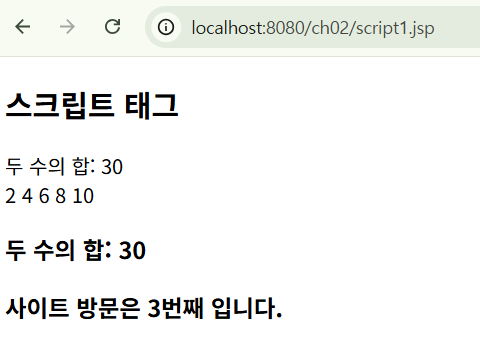 localhost:8080/ch02/script1.jsp
스크립트 태그
두 수의 합: 30
2 4 6 8 10
두 수의 합: 30
사이트 방문은 3번째 입니다.